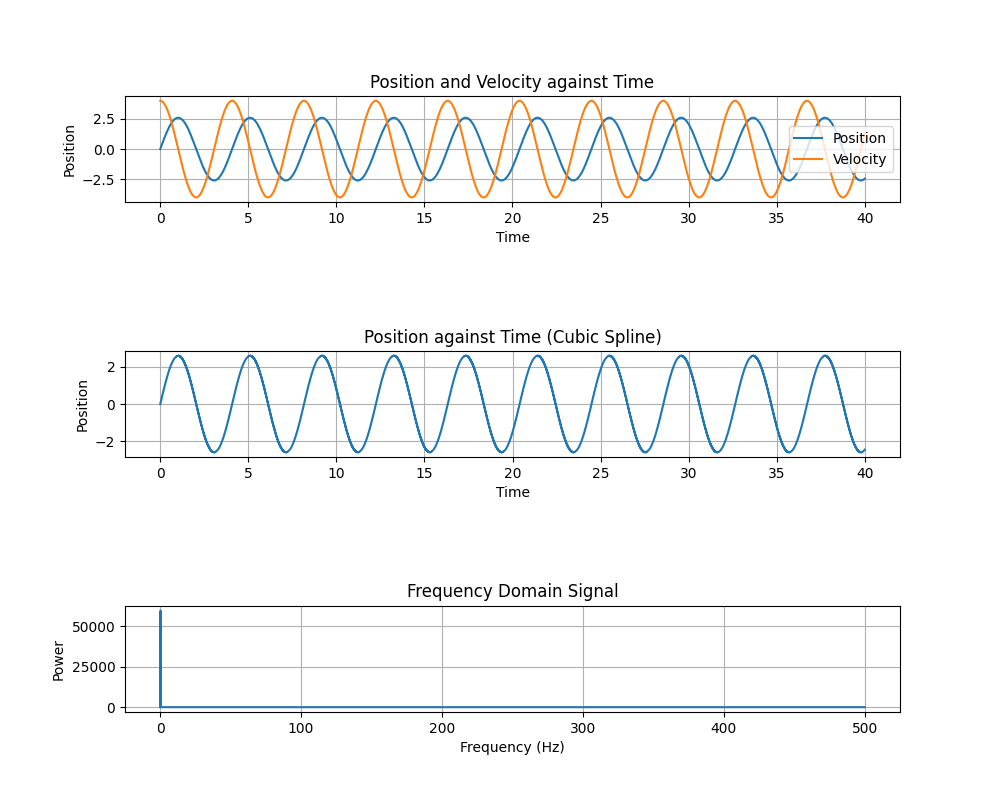 Position and Velocity against Time
Position
2.5
0.0
−2.5
Position
Velocity
0 5 10 15 20 25 30 35 40
Time
Position against Time (Cubic Spline)
Position
2
0
−2
0 5 10 15 20 25 30 35 40
Time
Frequency Domain Signal
Power
50000
25000
0
0 100 200 300 400 500
Frequency (Hz)